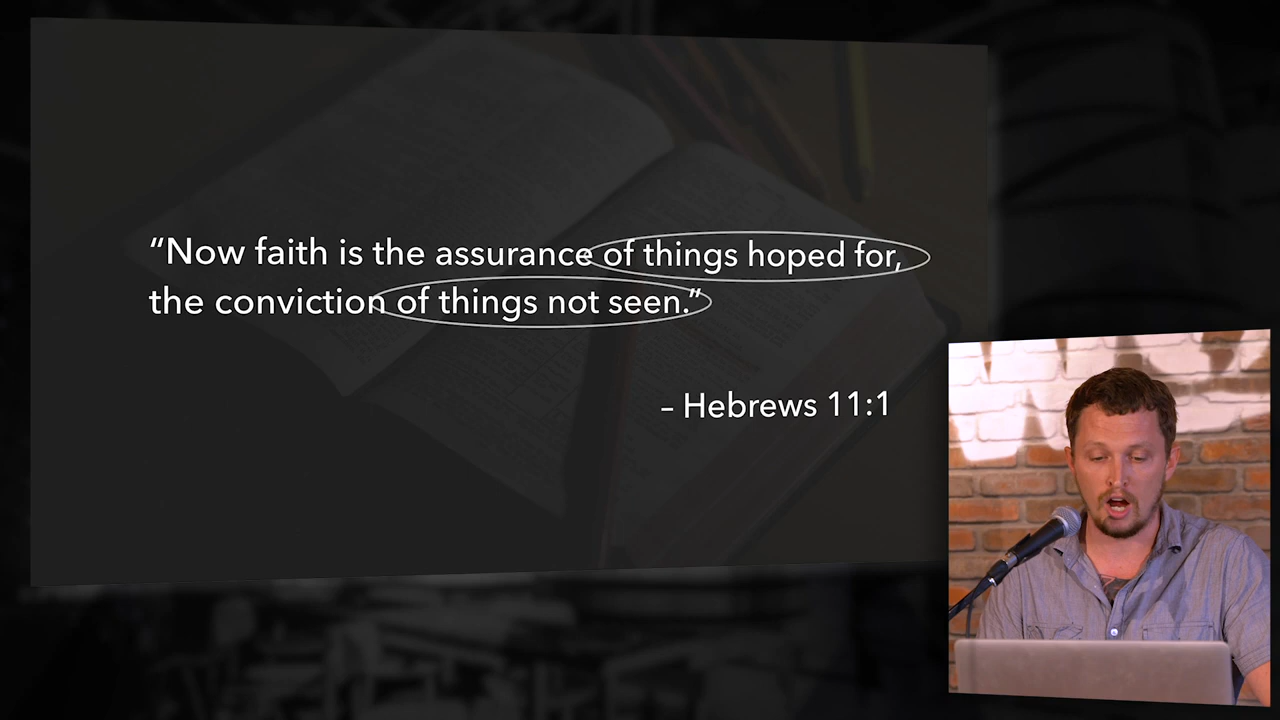 “Now faith is the assurance of things hoped for,
the conviction of things not seen.”
– Hebrews 11:1